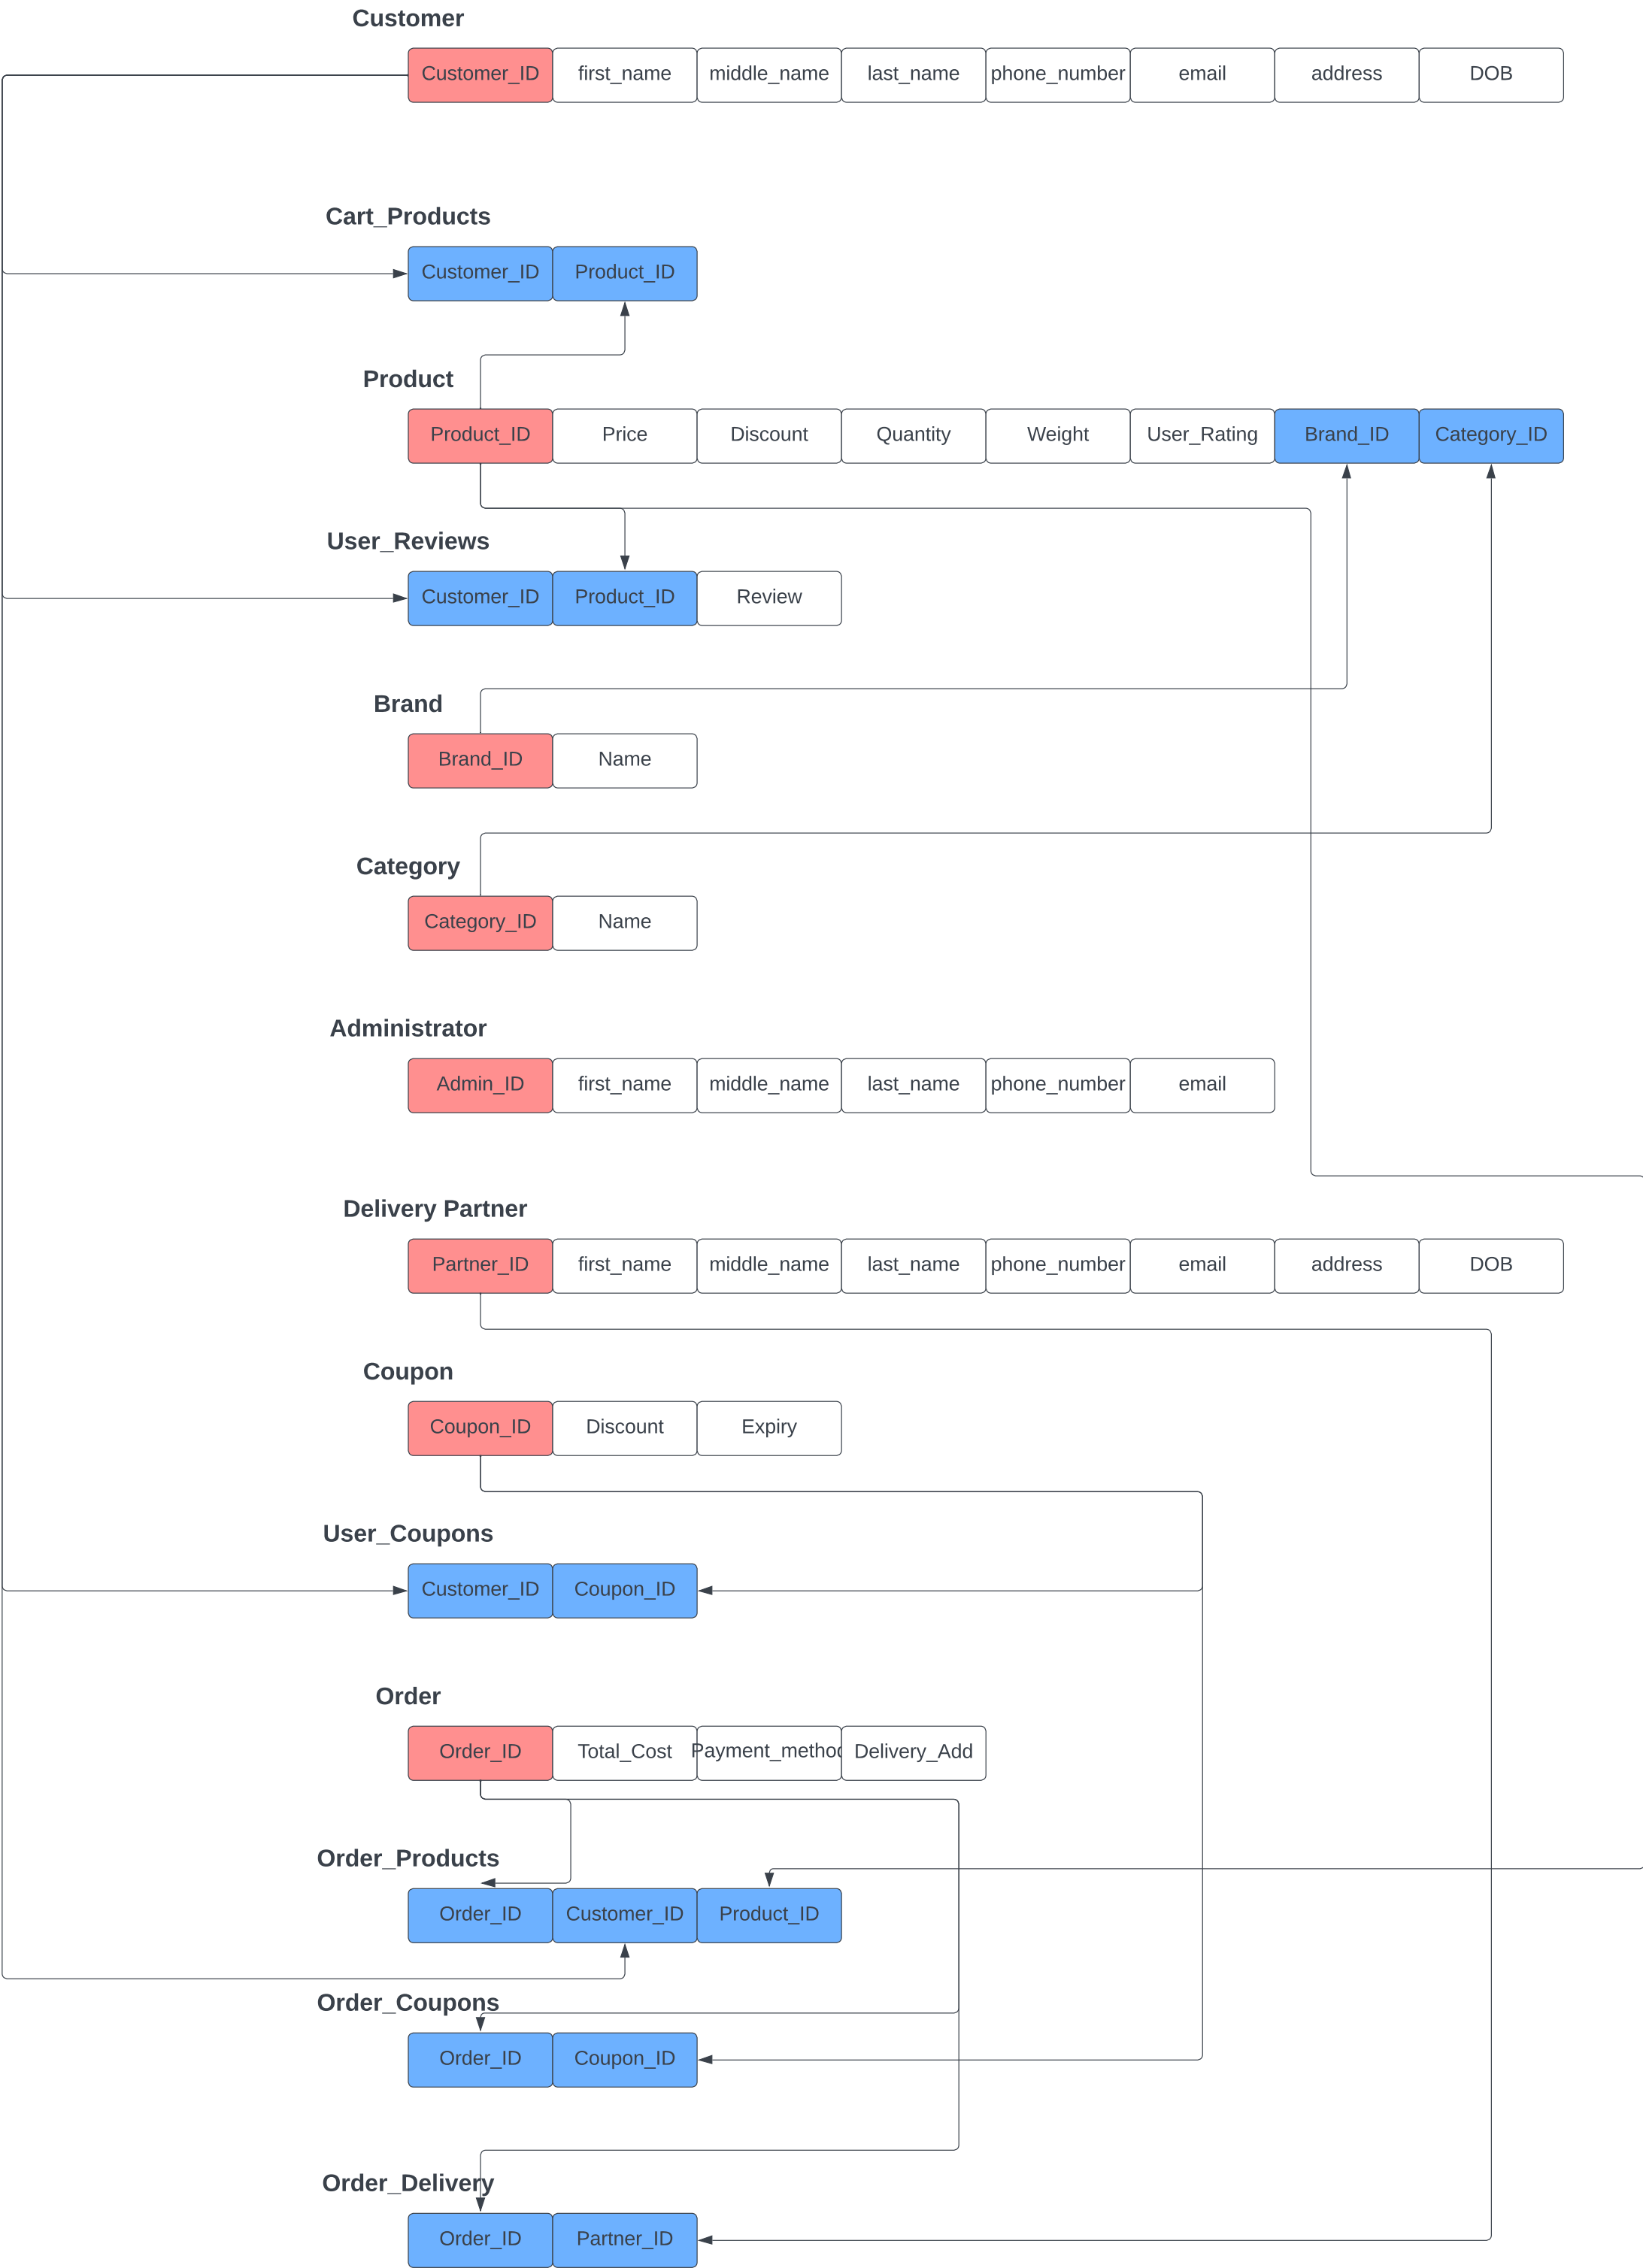 Customer
Customer_ID first_name middle_name last_name phone_number email address DOB
Cart_Products
Customer_ID Product_ID
Product
Product_ID Price Discount Quantity Weight User_Rating Brand_ID Category_ID
User_Reviews
Customer_ID Product_ID Review
Brand
Brand_ID Name
Category
Category_ID Name
Administrator
Admin_ID first_name middle_name last_name phone_number email
Delivery Partner
Partner_ID first_name middle_name last_name phone_number email address DOB
Coupon
Coupon_ID Discount Expiry
User_Coupons
Customer_ID Coupon_ID
Order
Order_ID Total_Cost Payment_method Delivery_Add
Order_Products
Order_ID Customer_ID Product_ID
Order_Coupons
Order_ID Coupon_ID
Order_Delivery
Order_ID Partner_ID